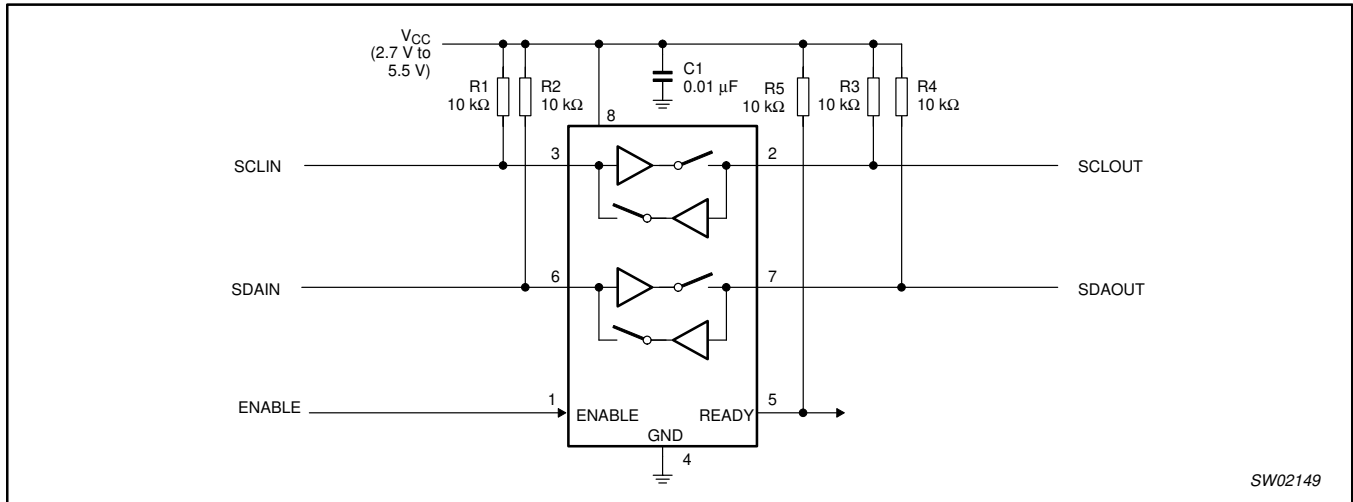 VCC
(2.7 V to
5.5 V)
R1
10 kΩ
R2
10 kΩ
C1
0.01 µF
R5
10 kΩ
R3
10 kΩ
R4
10 kΩ
8
SCLIN
3
2
SCLOUT
SDAIN
6
7
SDAOUT
ENABLE
1
ENABLE
READY
5
GND
4
SW02149